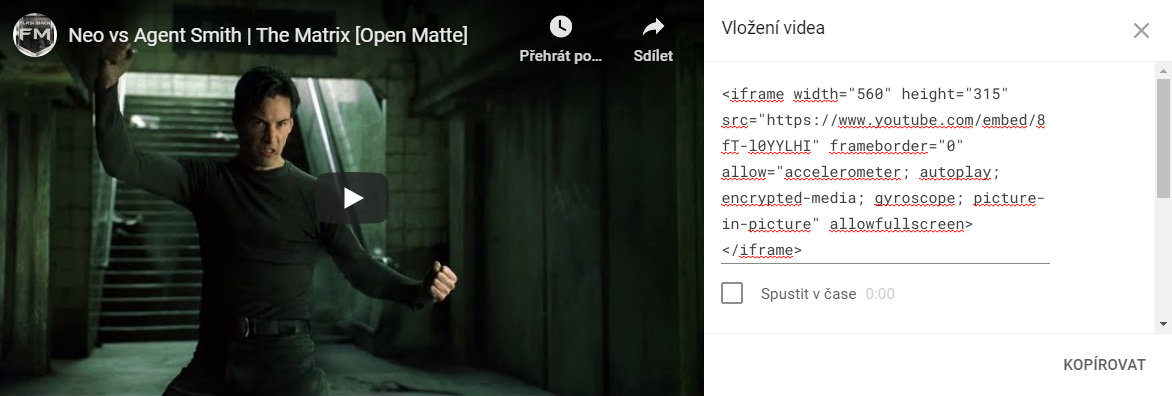 FM
Neo vs Agent Smith | The Matrix [Open Matte]
Přehrát po...
Sdílet
Vložení videa
<iframe width="560" height="315"
src="https://www.youtube.com/embed/8
fT-l0YYLHI" frameborder="0"
allow="accelerometer; autoplay;
encrypted-media; gyroscope; picture-
in-picture" allowfullscreen>
</iframe>
Spustit v čase 0:00
KOPÍROVAT